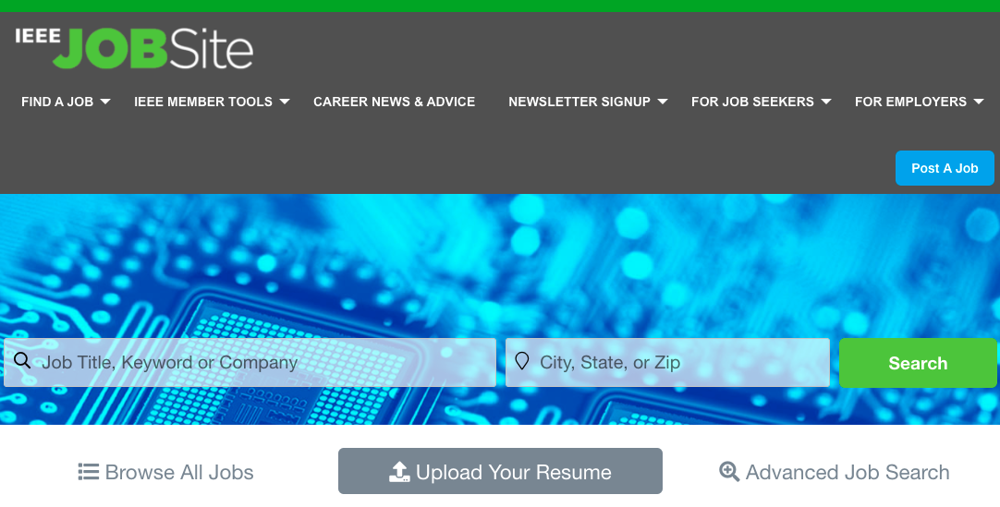 IEEE JOBSite
FIND A JOB IEEE MEMBER TOOLS CAREER NEWS & ADVICE NEWSLETTER SIGNUP FOR JOB SEEKERS FOR EMPLOYERS
Post A Job
Job Title, Keyword or Company City, State, or Zip Search
Browse All Jobs Upload Your Resume Advanced Job Search